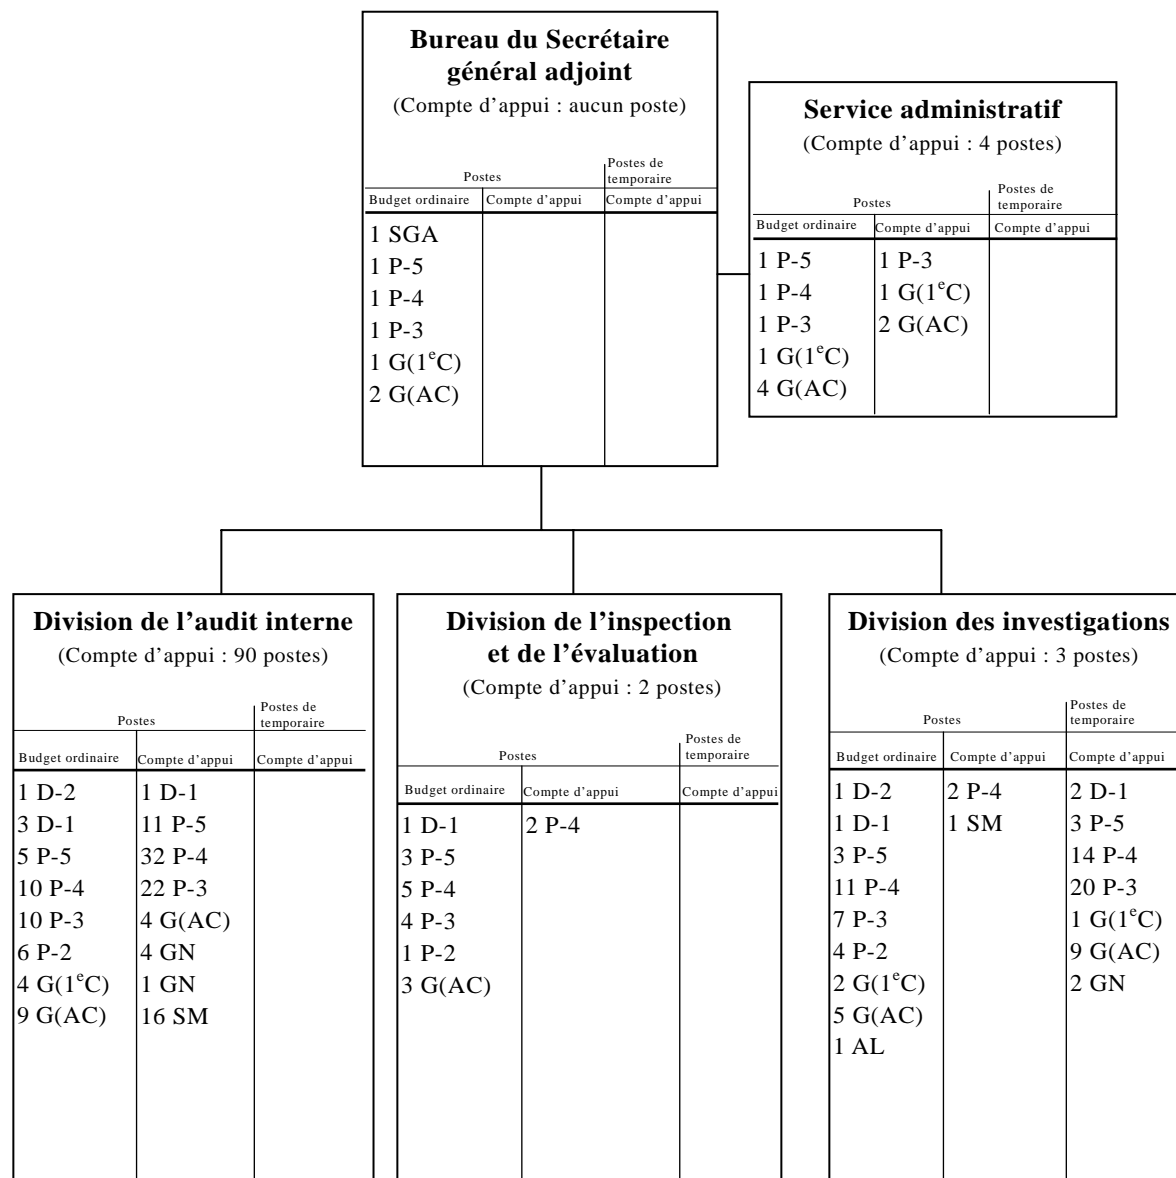 Bureau du Secrétaire
général adjoint
(Compte d'appui : aucun poste)
Postes
Postes de
temporaire
Budget ordinaire
Compte d'appui
Compte d'appui
1 SGA
1 P-5
1 P-4
1 P-3
1 G(1eC)
2 G(AC)
Service administratif
(Compte d'appui : 4 postes)
Postes
Postes de
temporaire
Budget ordinaire
Compte d'appui
Compte d'appui
1 P-5
1 P-4
1 P-3
1 G(1eC)
4 G(AC)
1 P-3
1 G(1eC)
2 G(AC)
Division de l'audit interne
(Compte d'appui : 90 postes)
Postes
Postes de
temporaire
Budget ordinaire
Compte d'appui
Compte d'appui
1 D-2
3 D-1
5 P-5
10 P-4
10 P-3
6 P-2
4 G(1eC)
9 G(AC)
1 D-1
11 P-5
32 P-4
22 P-3
4 G(AC)
4 GN
1 GN
16 SM
Division de l'inspection
et de l'évaluation
(Compte d'appui : 2 postes)
Postes
Postes de
temporaire
Budget ordinaire
Compte d'appui
Compte d'appui
1 D-1
3 P-5
5 P-4
4 P-3
1 P-2
3 G(AC)
2 P-4
Division des investigations
(Compte d'appui : 3 postes)
Postes
Postes de
temporaire
Budget ordinaire
Compte d'appui
Compte d'appui
1 D-2
1 D-1
3 P-5
11 P-4
7 P-3
4 P-2
2 G(1eC)
5 G(AC)
1 AL
2 P-4
1 SM
2 D-1
3 P-5
14 P-4
20 P-3
1 G(1eC)
9 G(AC)
2 GN